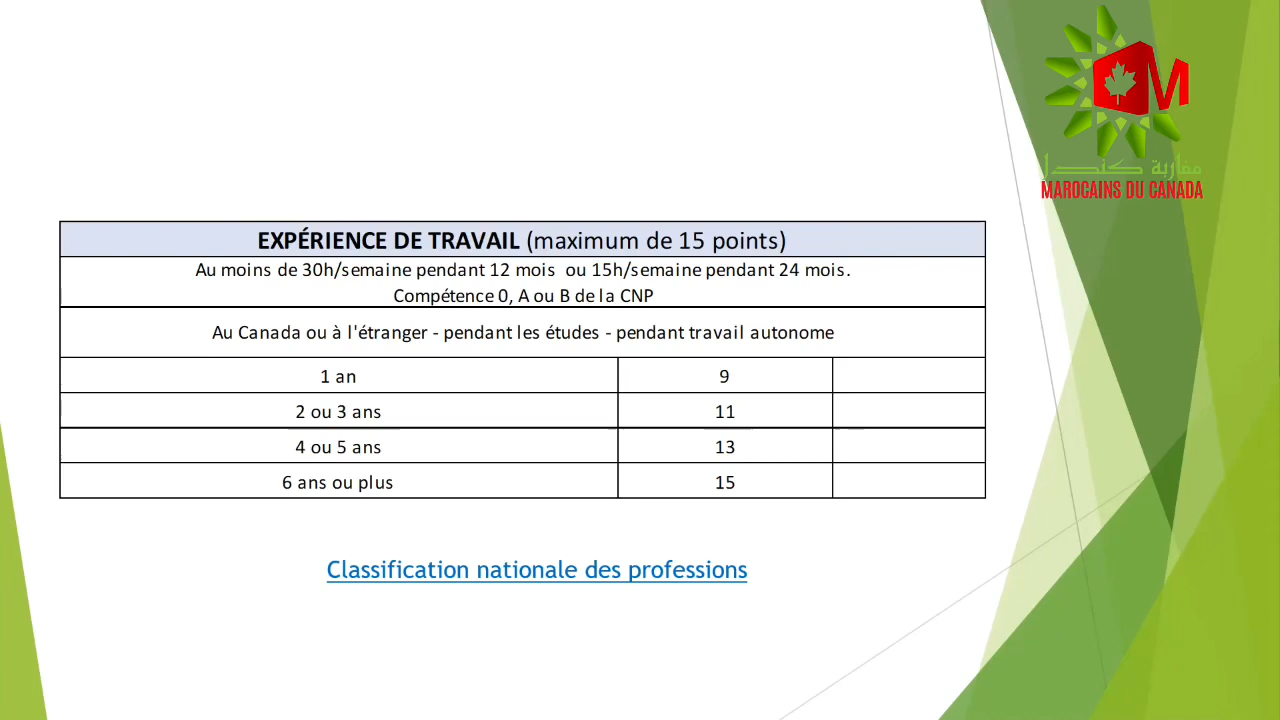 مغاربة كندا
MAROCAINS DU CANADA
EXPÉRIENCE DE TRAVAIL (maximum de 15 points)
Au moins de 30h/semaine pendant 12 mois ou 15h/semaine pendant 24 mois.
Compétence 0, A ou B de la CNP
Au Canada ou à l'étranger - pendant les études - pendant travail autonome
1 an 9
2 ou 3 ans 11
4 ou 5 ans 13
6 ans ou plus 15
Classification nationale des professions